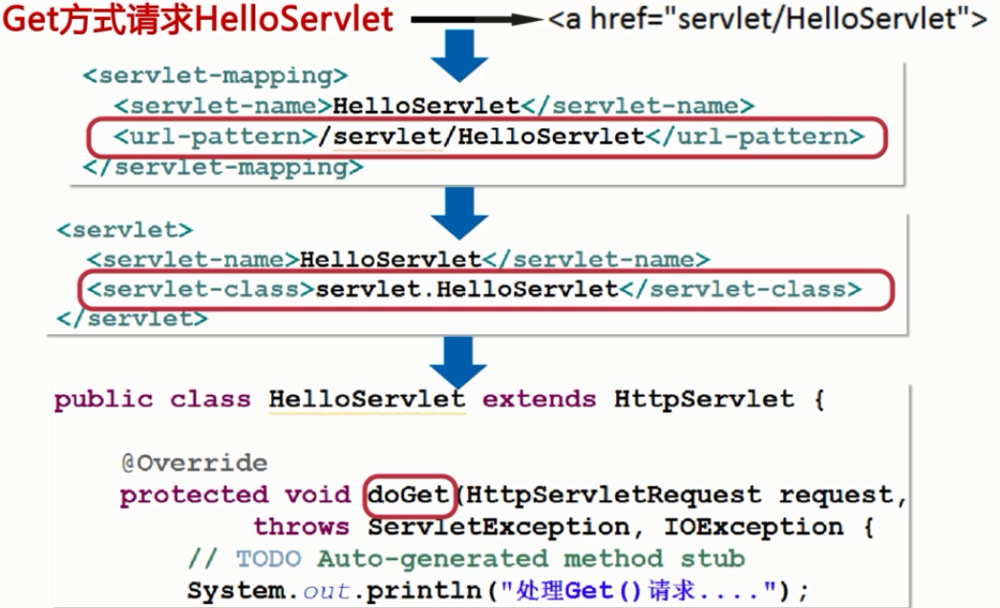 Get方式请求HelloServlet
<a href="servlet/HelloServlet">
<servlet-mapping>
<servlet-name>HelloServlet</servlet-name>
<url-pattern>/servlet/HelloServlet</url-pattern>
</servlet-mapping>
<servlet>
<servlet-name>HelloServlet</servlet-name>
<servlet-class>servlet.HelloServlet</servlet-class>
</servlet>
public class HelloServlet extends HttpServlet {
@Override
protected void doGet(HttpServletRequest request,
throws ServletException, IOException {
// TODO Auto-generated method stub
System.out.println("处理Get()请求....");